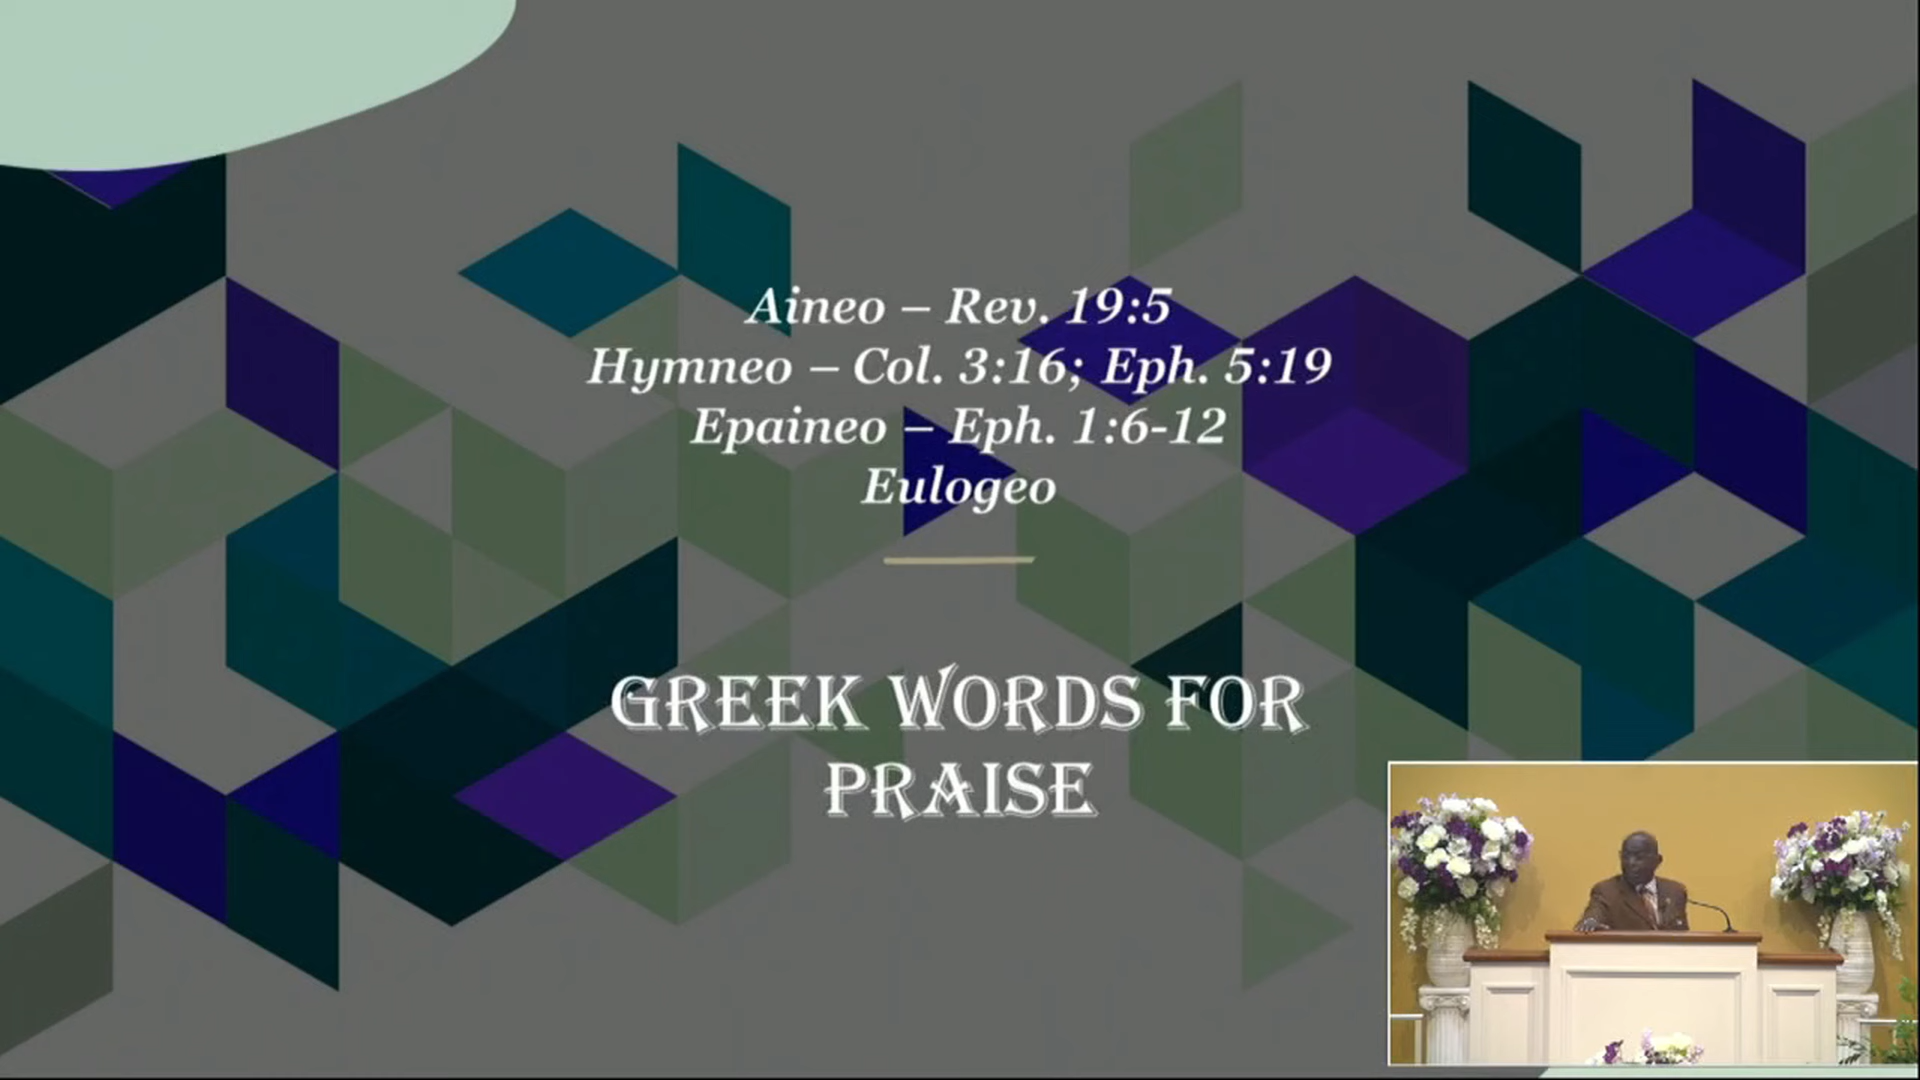 Aineo – Rev. 19:5
Hymneo – Col. 3:16; Eph. 5:19
Epaineo – Eph. 1:6-12
Eulogeo
GREEK WORDS FOR
PRAISE